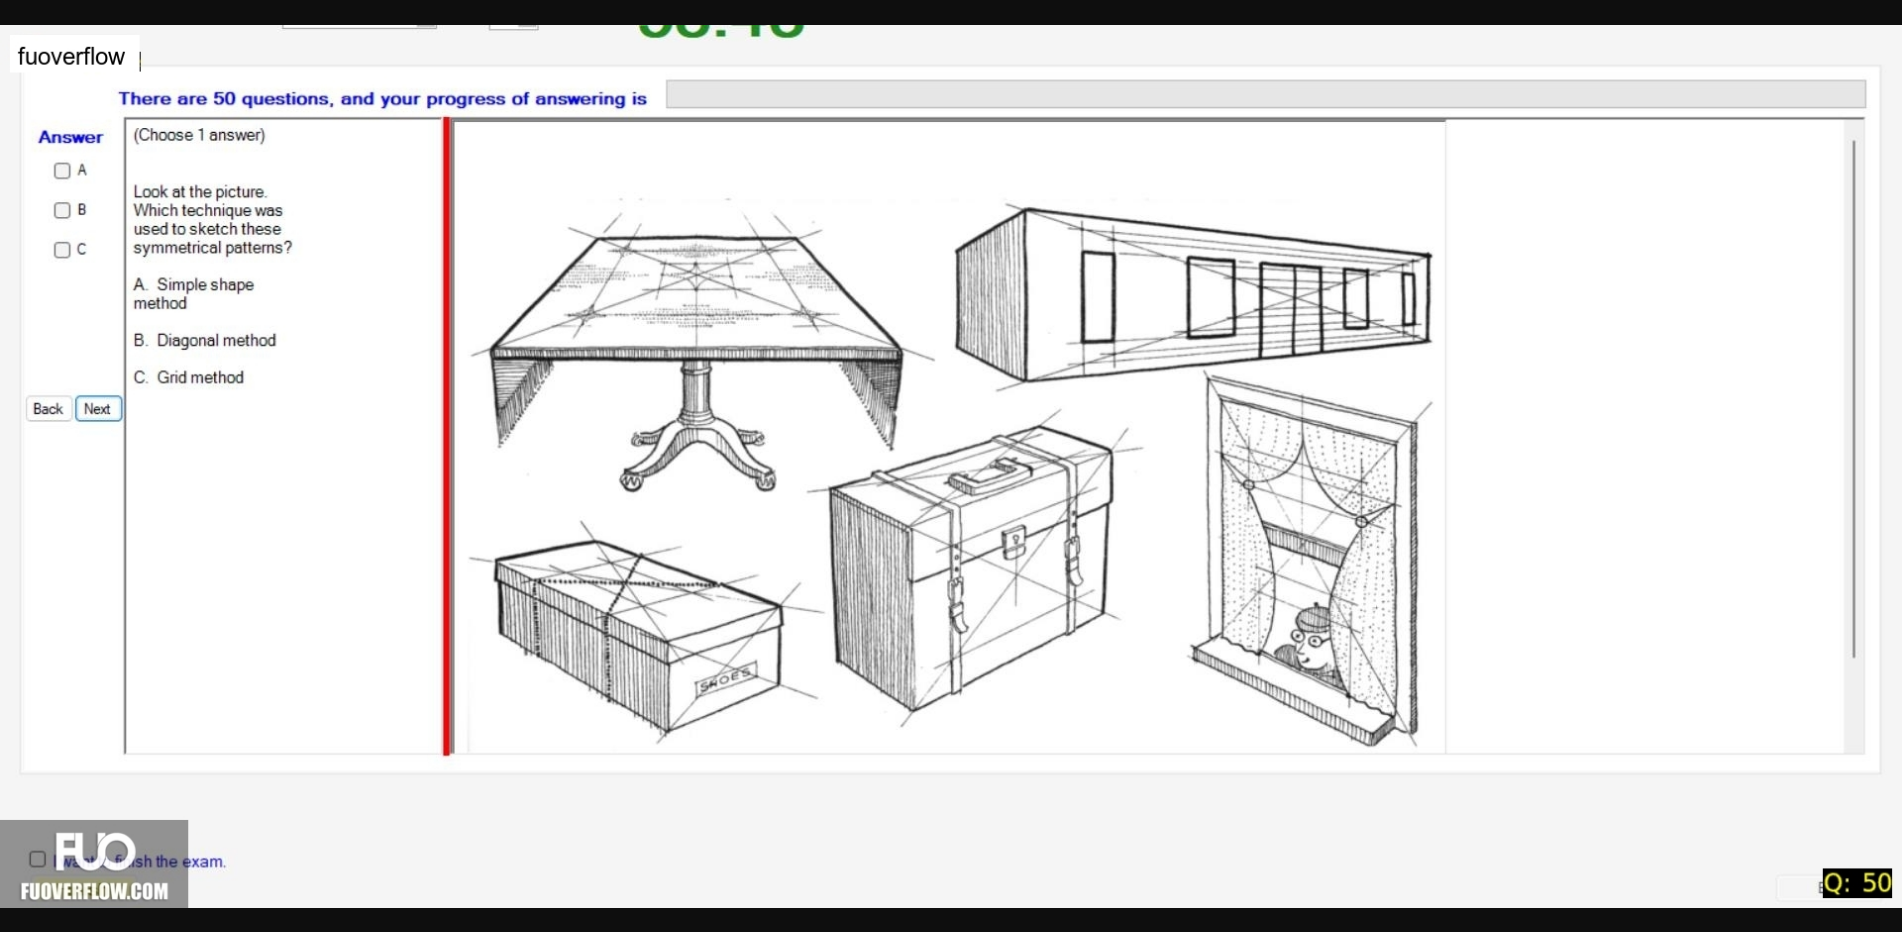 fuoverflow
There are 50 questions, and your progress of answering is
Answer
A
B
C
Back
Next
(Choose 1 answer)
Look at the picture.
Which technique was
used to sketch these
symmetrical patterns?
A. Simple shape
method
B. Diagonal method
C. Grid method
SHOES
FUO
sh the exam.
FUOVERFLOW.COM
Q: 50